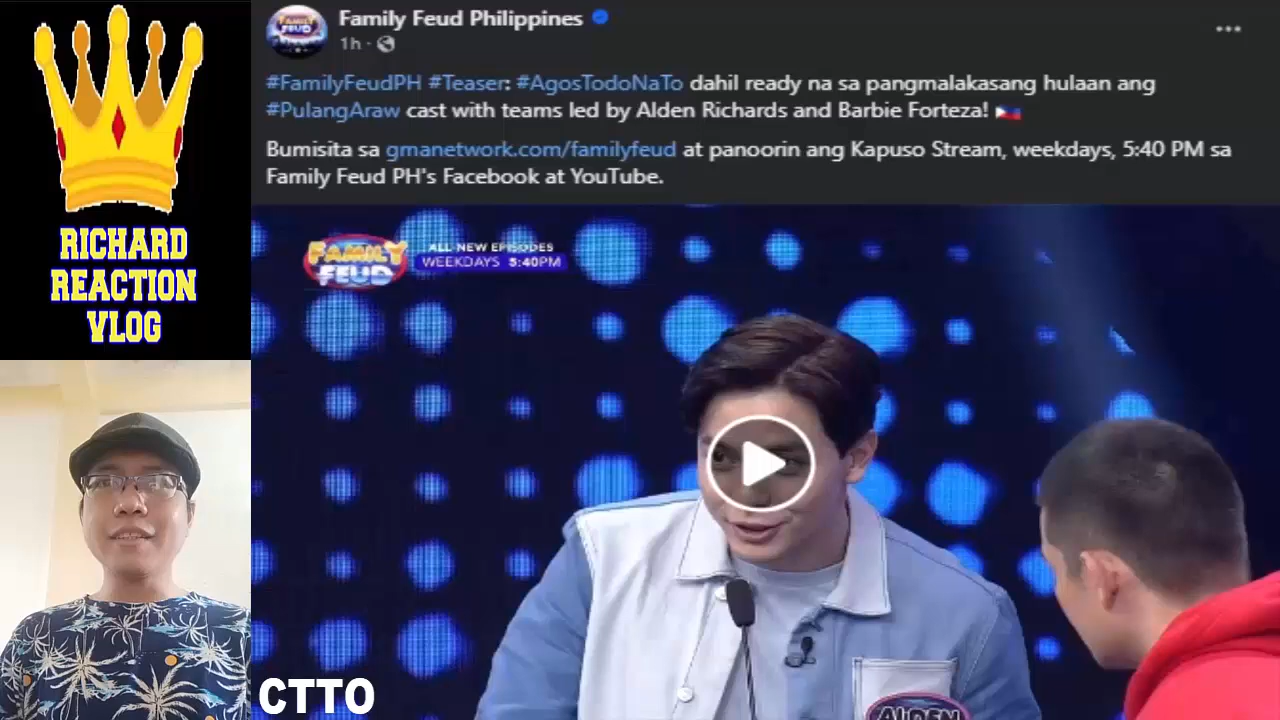 RICHARD
REACTION
VLOG
FAMILY FEUD
Family Feud Philippines
1h ·
#FamilyFeudPH #Teaser: #AgosTodoNaTo dahil ready na sa pangmalakasang hulaan ang
#PulangAraw cast with teams led by Alden Richards and Barbie Forteza!
Bumisita sa gmanetwork.com/familyfeud at panoorin ang Kapuso Stream, weekdays, 5:40 PM sa
Family Feud PH's Facebook at YouTube.
FAMILY
FEUD
ALL-NEW EPISODES
WEEKDAYS 5:40PM
ALDEN
CTTO